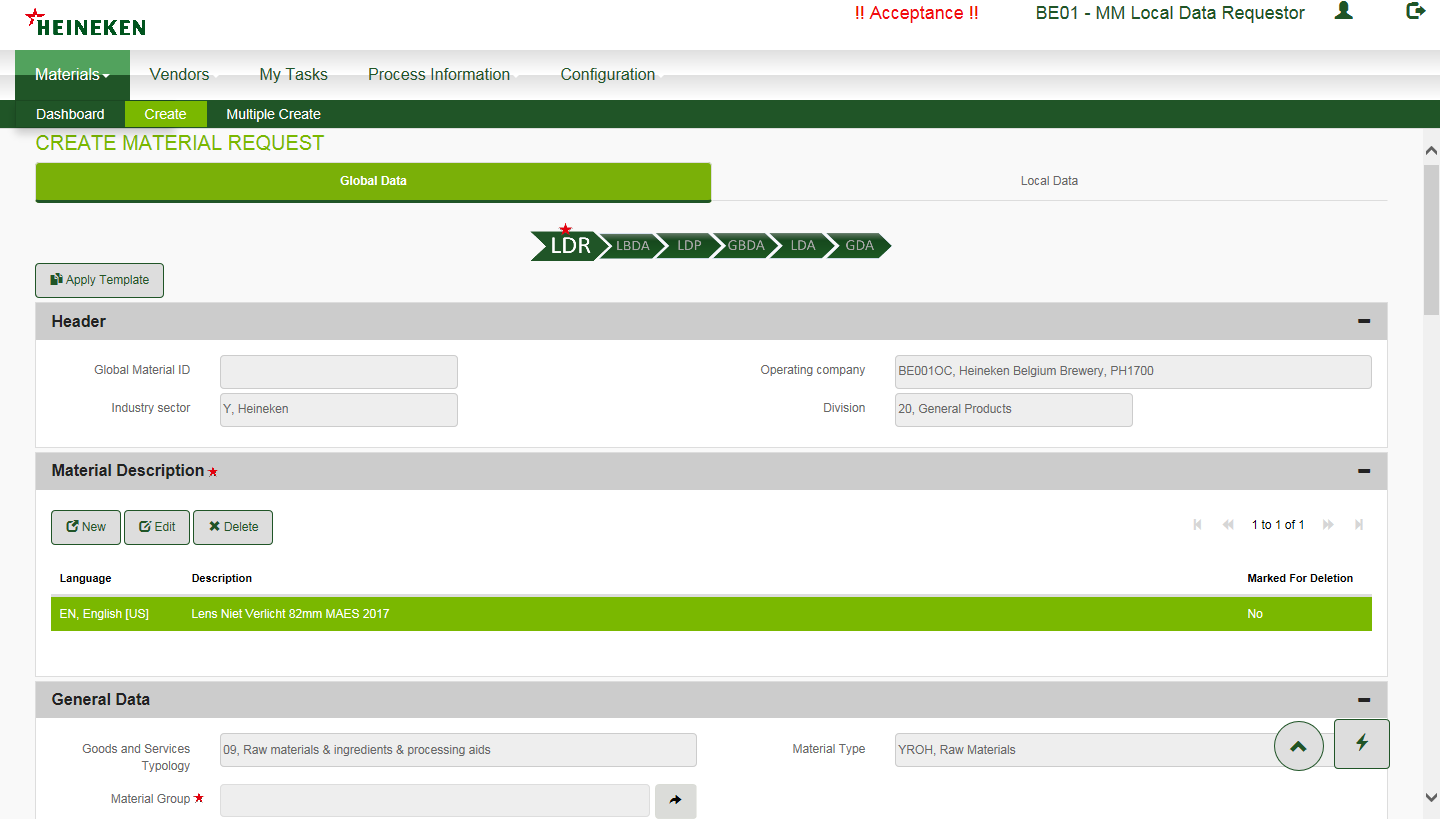 HEINEKEN
!! Acceptance !!
BE01 - MM Local Data Requestor
Materials
Vendors
My Tasks
Process Information
Configuration
Dashboard
Create
Multiple Create
CREATE MATERIAL REQUEST
Global Data
Local Data
LDR
LBDA
LDP
GBDA
LDA
GDA
Apply Template
Header
Global Material ID
Operating company
BE001OC, Heineken Belgium Brewery, PH1700
Industry sector
Y, Heineken
Division
20, General Products
Material Description
New
Edit
Delete
1 to 1 of 1
Language
Description
Marked For Deletion
EN, English [US]
Lens Niet Verlicht 82mm MAES 2017
No
General Data
Goods and Services
Typology
09, Raw materials & ingredients & processing aids
Material Type
YROH, Raw Materials
Material Group